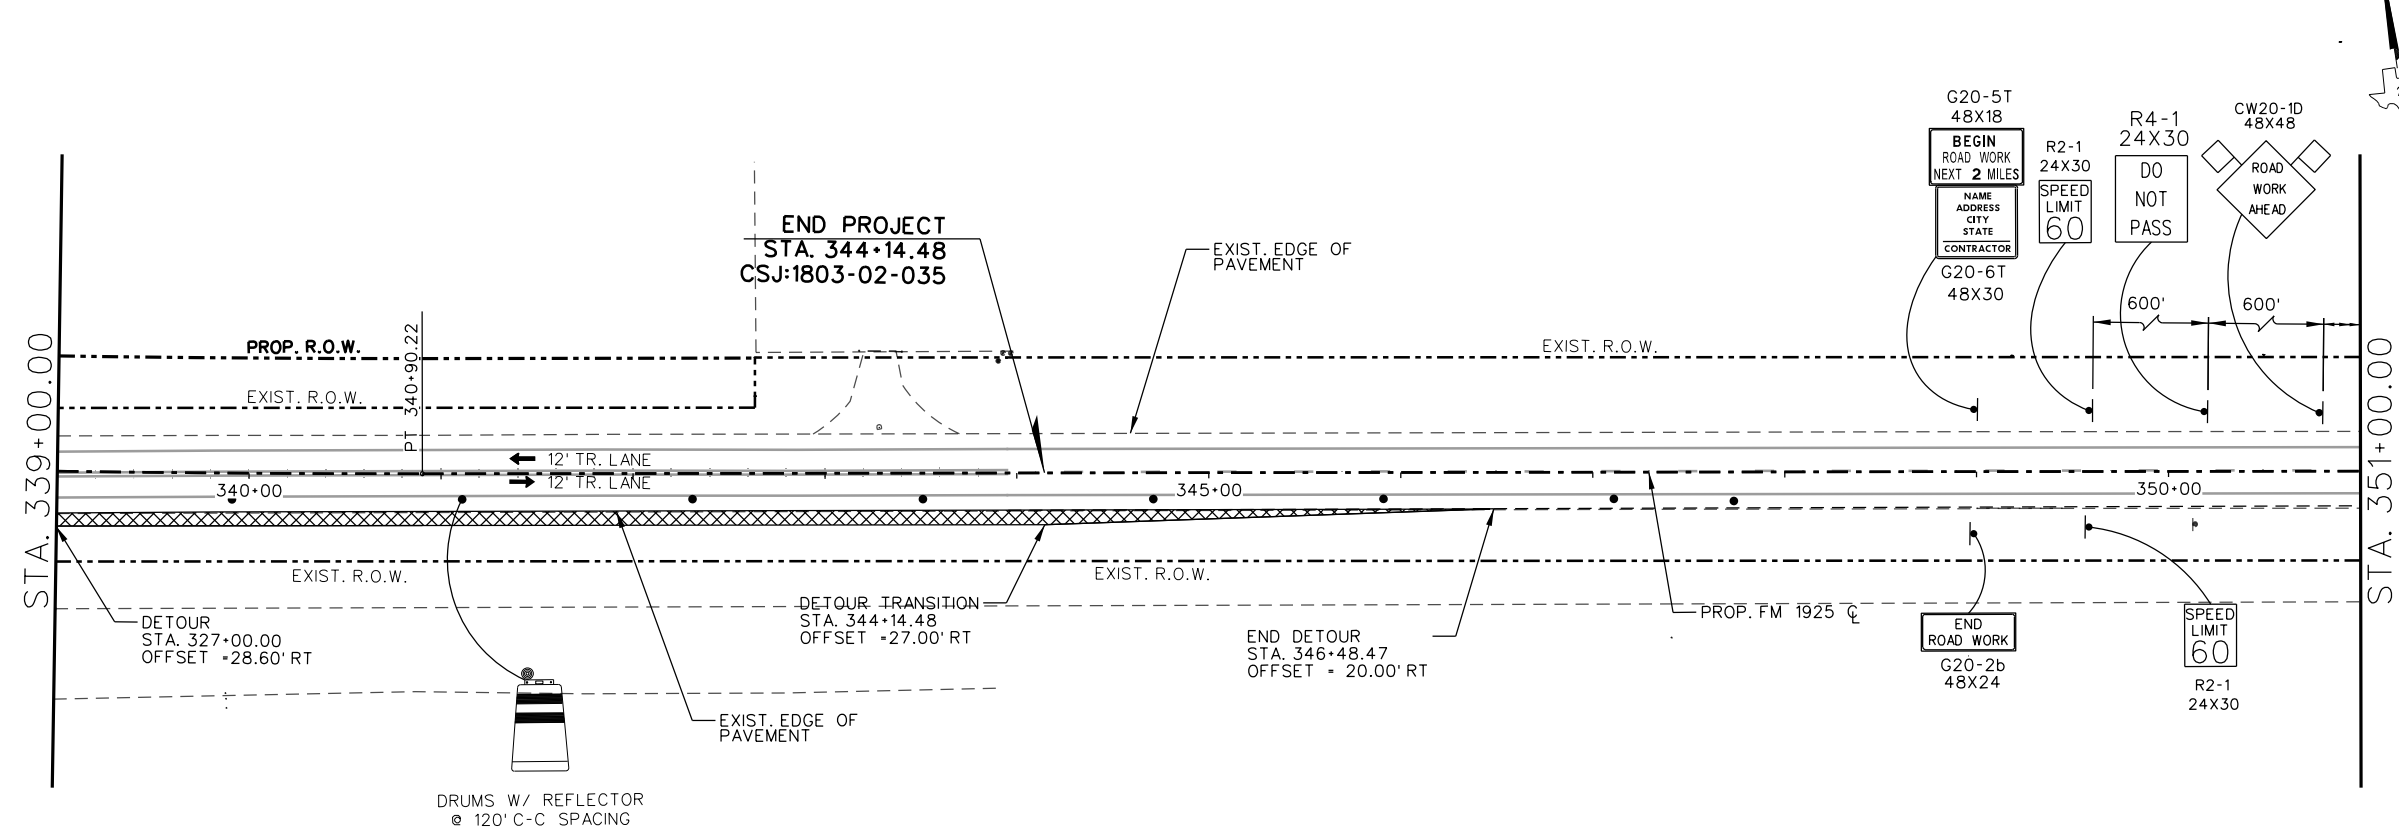 G20-5T
48X18
BEGIN
ROAD WORK
NEXT 2 MILES
NAME
ADDRESS
CITY
STATE
CONTRACTOR
G20-6T
48X30
R2-1
24X30
SPEED
LIMIT
60
R4-1
24X30
DO
NOT
PASS
CW20-1D
48X48
ROAD
WORK
AHEAD
600'
600'
END PROJECT
STA. 344+14.48
CSJ:1803-02-035
EXIST. EDGE OF
PAVEMENT
STA. 339+00.00
PROP. R.O.W.
EXIST. R.O.W.
PT 340+90.22
EXIST. R.O.W.
STA. 351+00.00
12' TR. LANE
12' TR. LANE
340+00
345+00
350+00
EXIST. R.O.W.
EXIST. R.O.W.
DETOUR
STA. 327+00.00
OFFSET =28.60' RT
DETOUR TRANSITION
STA. 344+14.48
OFFSET =27.00' RT
END DETOUR
STA. 346+48.47
OFFSET = 20.00' RT
PROP. FM 1925 ℄
END
ROAD WORK
G20-2b
48X24
SPEED
LIMIT
60
R2-1
24X30
EXIST. EDGE OF
PAVEMENT
DRUMS W/ REFLECTOR
@ 120' C-C SPACING